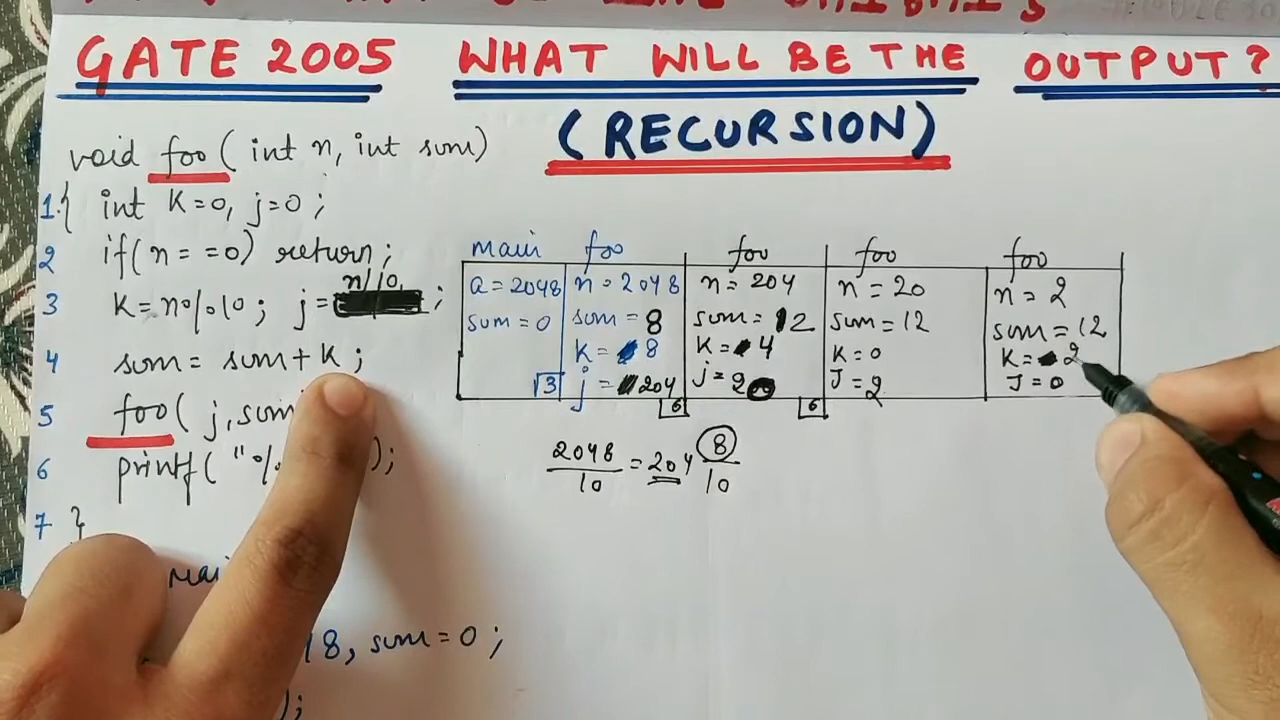 GATE 2005 WHAT WILL BE THE OUTPUT?
(RECURSION)
void foo( int n, int sum)
1. { int K=0, j=0 ;
2 if( n = =0) return ;
n/10
3 K= n%10 ; j= ;
4 sum= sum+ K ;
5 foo( j,sum
6 printf( "% );
7 }
main foo foo foo foo
a=2048 n=2048 n= 204 n= 20 n= 2
sum=0 sum=8 sum=12 sum=12 sum=12
K= 8 K= 4 K=0 K= 2
3 j= 204 j=20 J=2 J=0
6 6
2048/10 = 204 8/10
8, sum=0 ;
);